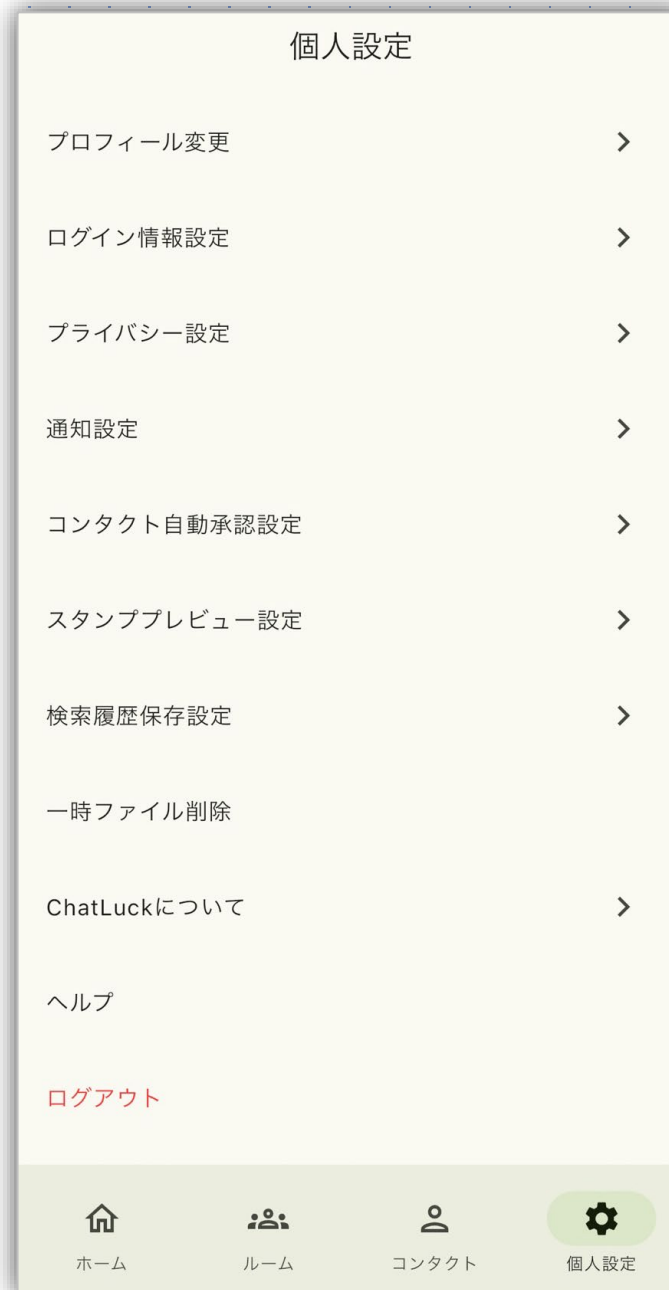 個人設定
プロフィール変更
ログイン情報設定
プライバシー設定
通知設定
コンタクト自動承認設定
スタンププレビュー設定
検索履歴保存設定
一時ファイル削除
ChatLuckについて
ヘルプ
ログアウト
ホーム ルーム コンタクト 個人設定